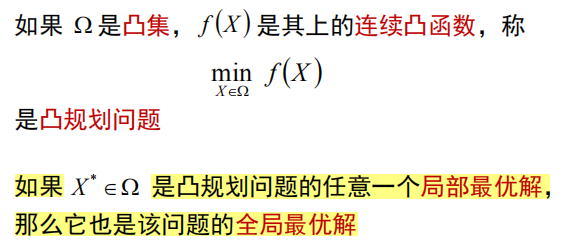 如果 Ω 是凸集，f(X) 是其上的连续凸函数，称
min f(X)
X∈Ω
是凸规划问题
如果 X* ∈ Ω 是凸规划问题的任意一个局部最优解，
那么它也是该问题的全局最优解